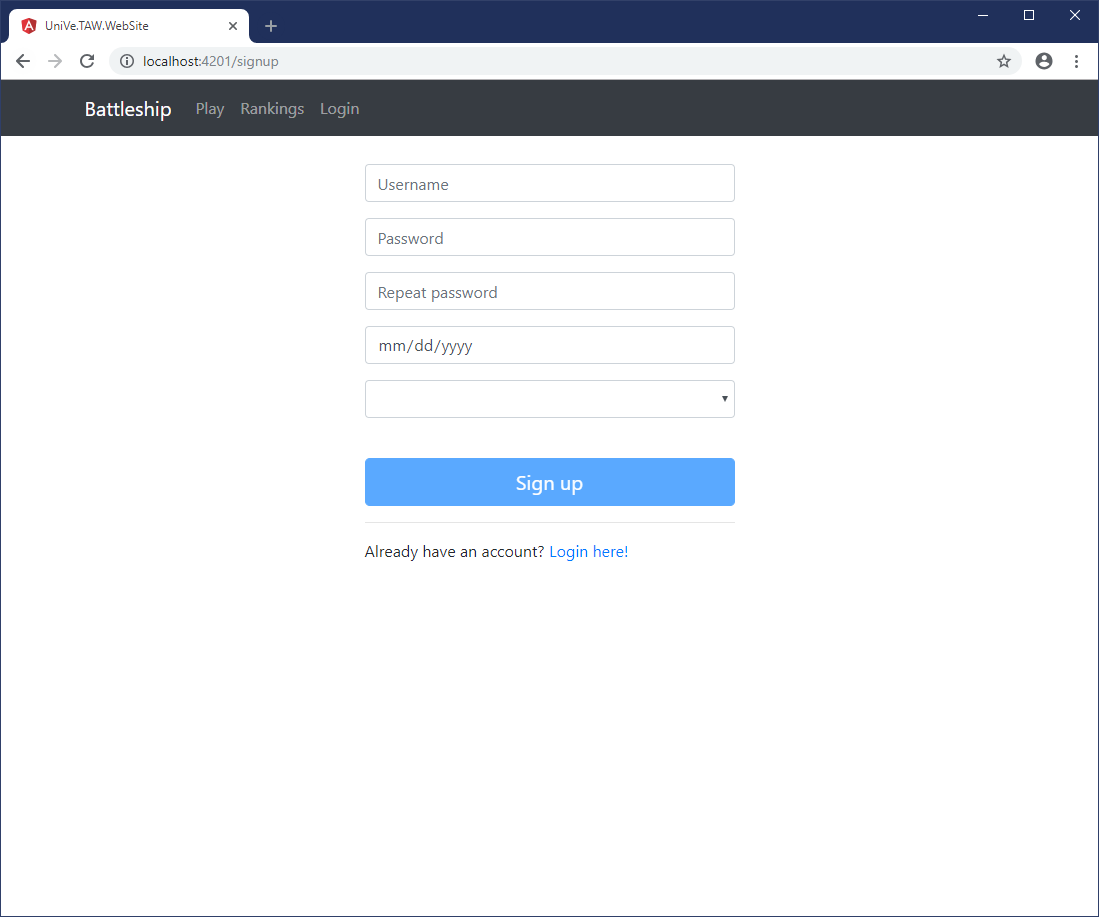 UniVe.TAW.WebSite
localhost:4201/signup
Battleship Play Rankings Login
Username
Password
Repeat password
mm/dd/yyyy
Sign up
Already have an account? Login here!